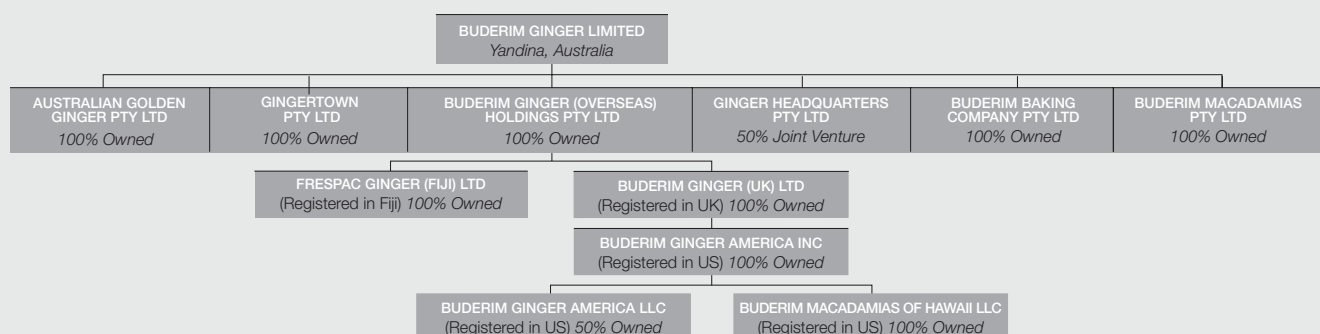 BUDERIM GINGER LIMITED
Yandina, Australia
AUSTRALIAN GOLDEN
GINGER PTY LTD
100% Owned
GINGERTOWN
PTY LTD
100% Owned
BUDERIM GINGER (OVERSEAS)
HOLDINGS PTY LTD
100% Owned
GINGER HEADQUARTERS
PTY LTD
50% Joint Venture
BUDERIM BAKING
COMPANY PTY LTD
100% Owned
BUDERIM MACADAMIAS
PTY LTD
100% Owned
FRESPAC GINGER (FIJI) LTD
(Registered in Fiji) 100% Owned
BUDERIM GINGER (UK) LTD
(Registered in UK) 100% Owned
BUDERIM GINGER AMERICA INC
(Registered in US) 100% Owned
BUDERIM GINGER AMERICA LLC
(Registered in US) 50% Owned
BUDERIM MACADAMIAS OF HAWAII LLC
(Registered in US) 100% Owned